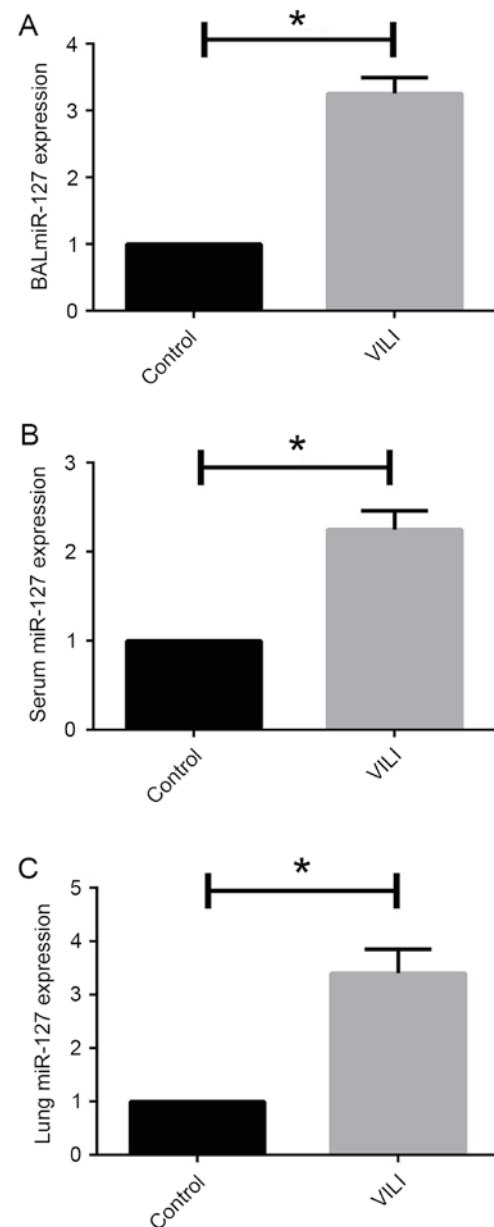 A
*
4
3
2
1
0
BALmiR-127 expression
Control
VILI
B
*
3
2
1
0
Serum miR-127 expression
Control
VILI
C
*
5
4
3
2
1
0
Lung miR-127 expression
Control
VILI